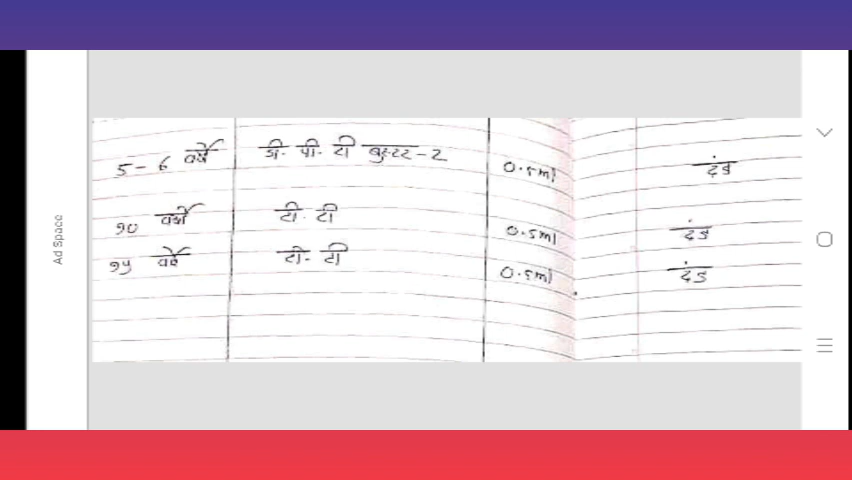 5-6 वर्षे डी. पी. टी बुस्टर-2 0.5ml दंड
१० वर्षे टी. टी 0.5ml दंड
१५ वर्षे टी. टी 0.5ml दंड
Ad Space